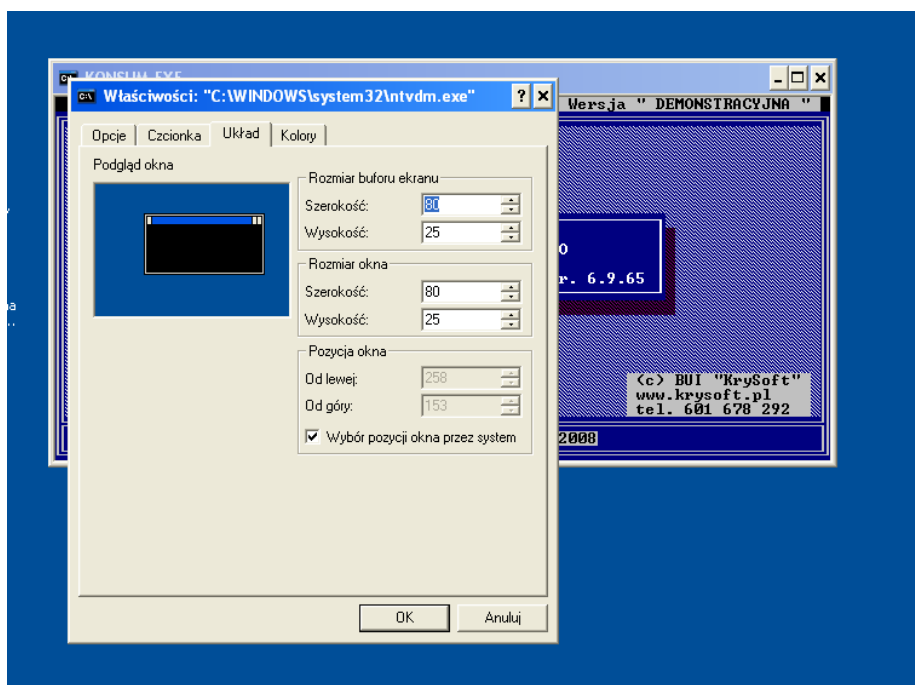 KONSUM.EXE
Właściwości: "C:\WINDOWS\system32\ntvdm.exe"
Wersja " DEMONSTRACYJNA "
Opcje
Czcionka
Układ
Kolory
Podgląd okna
Rozmiar buforu ekranu
Szerokość: 80
Wysokość: 25
Rozmiar okna
Szerokość: 80
Wysokość: 25
Pozycja okna
Od lewej: 258
Od góry: 153
Wybór pozycji okna przez system
OK
Anuluj
O
r. 6.9.65
(c) BUI "KrySoft"
www.krysoft.pl
tel. 601 678 292
2008